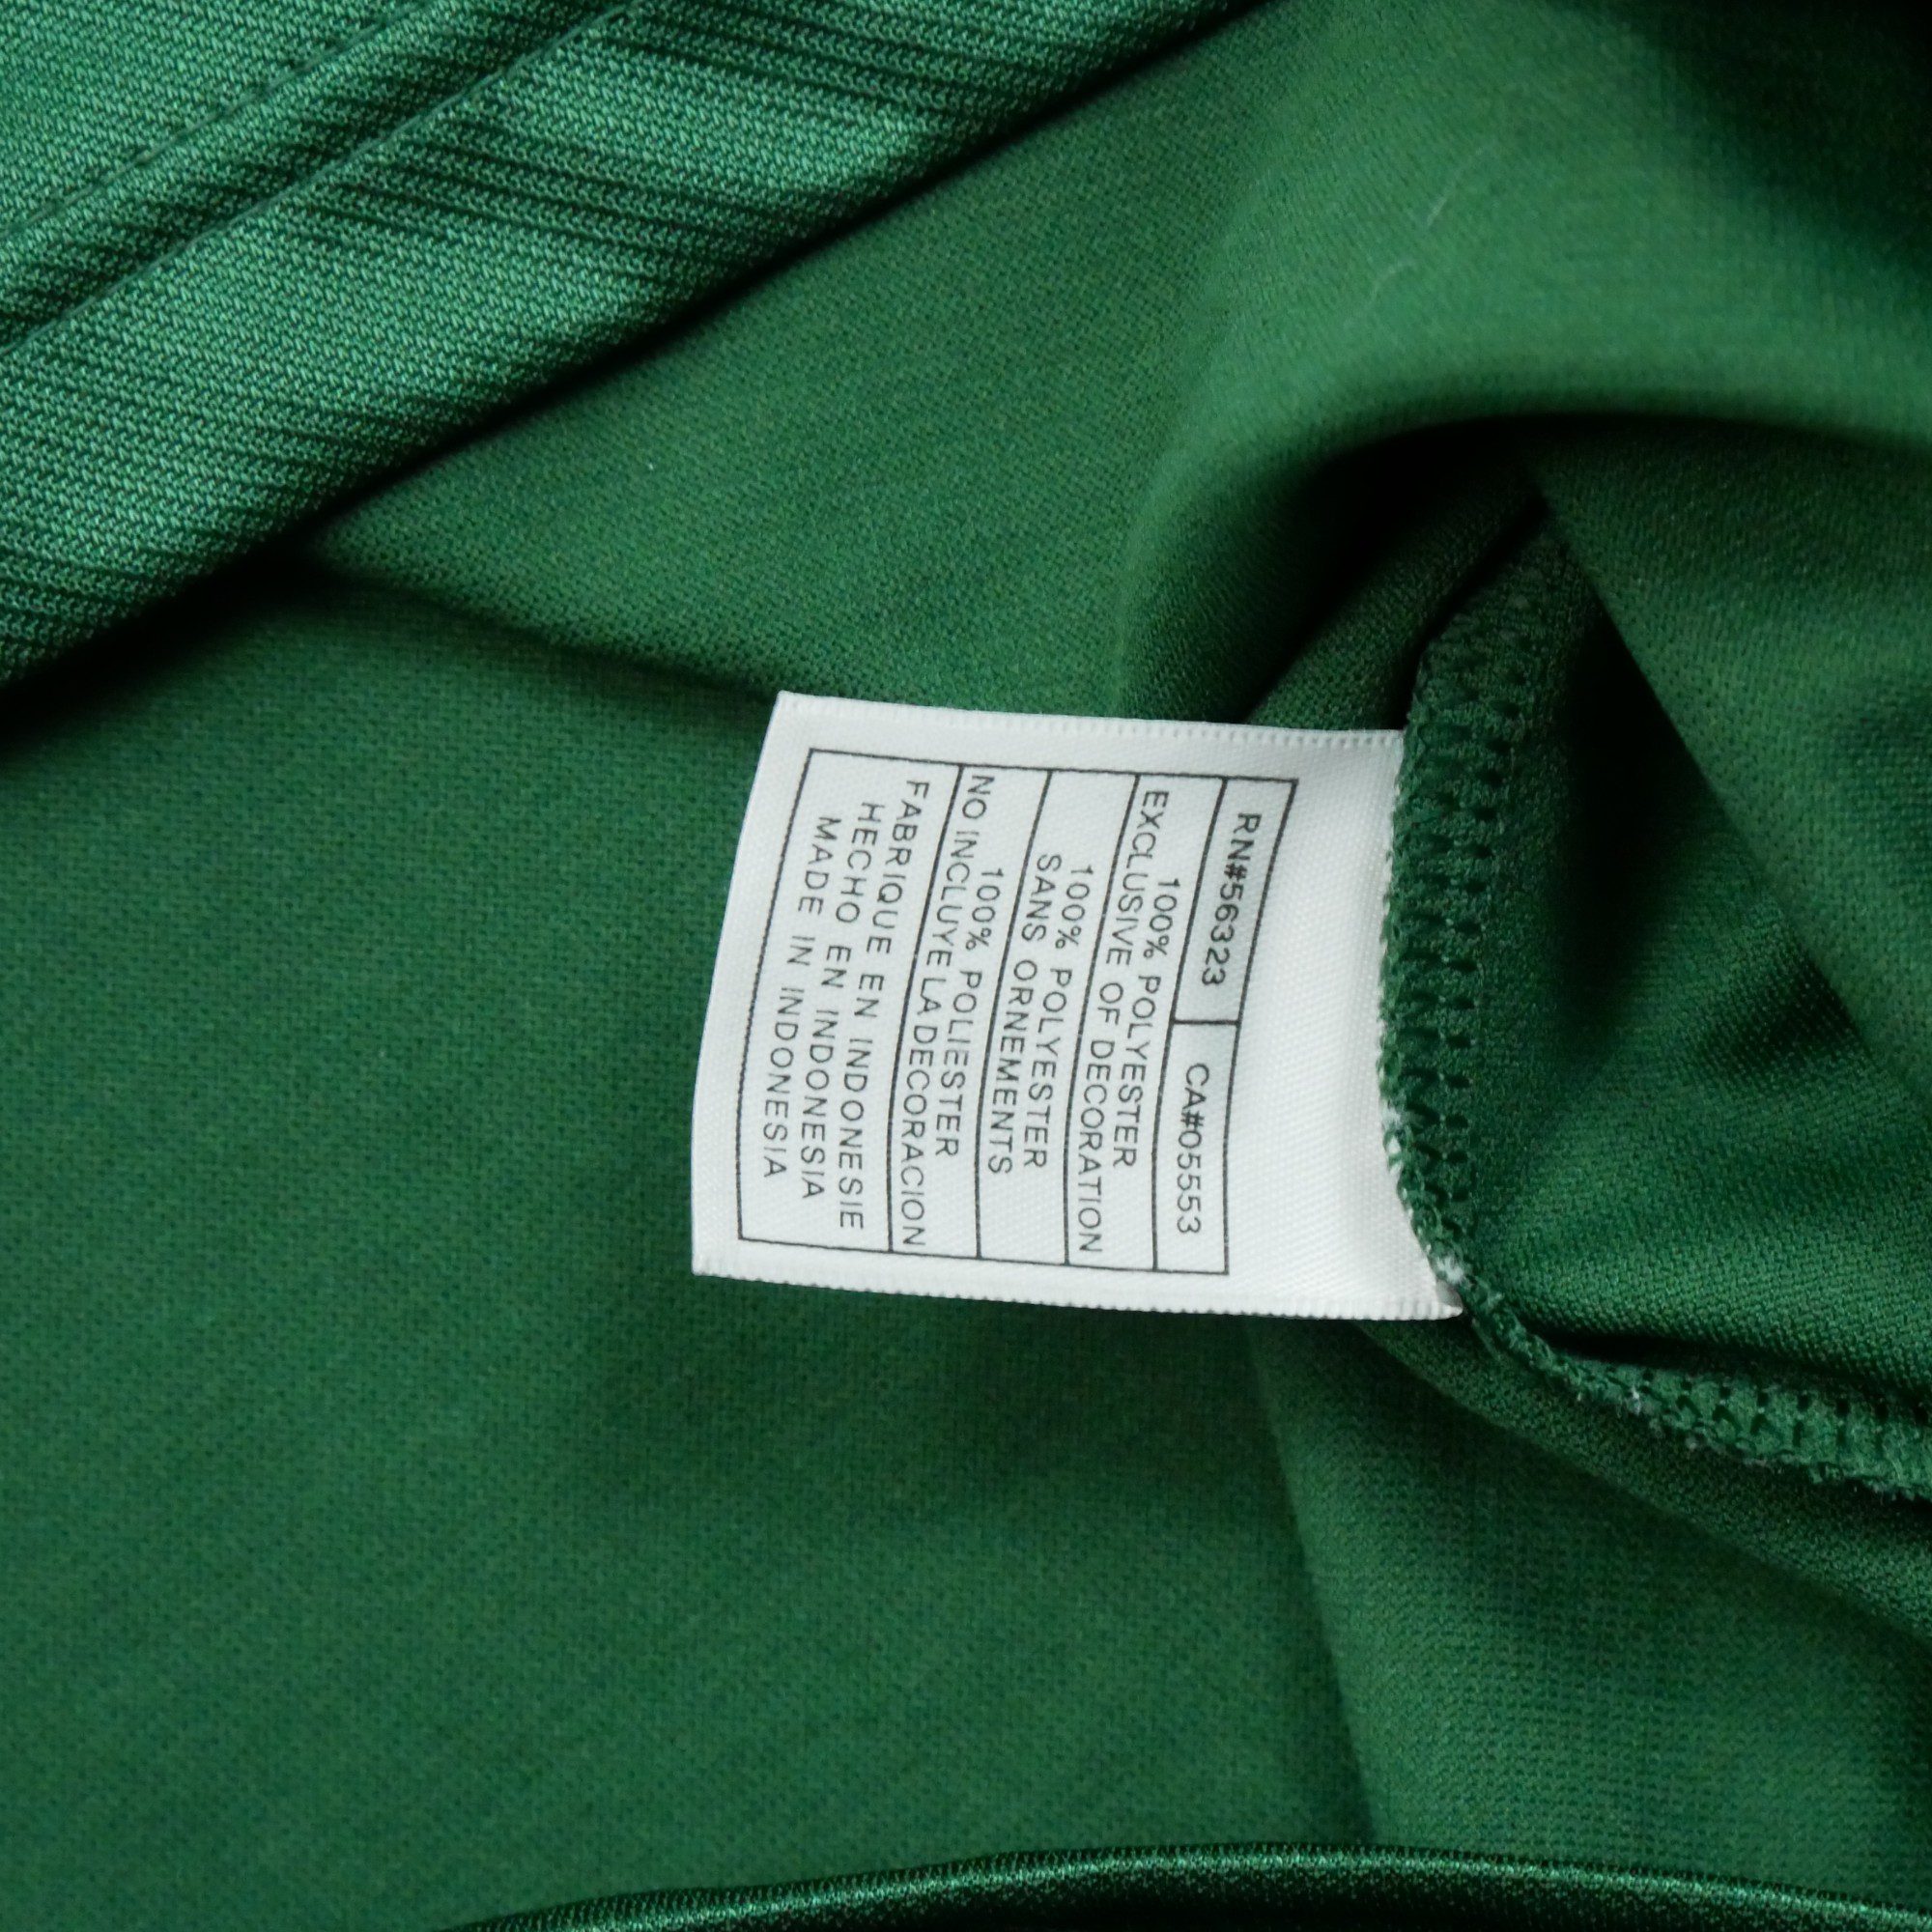 RN#56323 CA#05553
100% POLYESTER
EXCLUSIVE OF DECORATION
100% POLYESTER
SANS ORNEMENTS
100% POLIESTER
NO INCLUYE LA DECORACION
FABRIQUE EN INDONESIE
HECHO EN INDONESIA
MADE IN INDONESIA